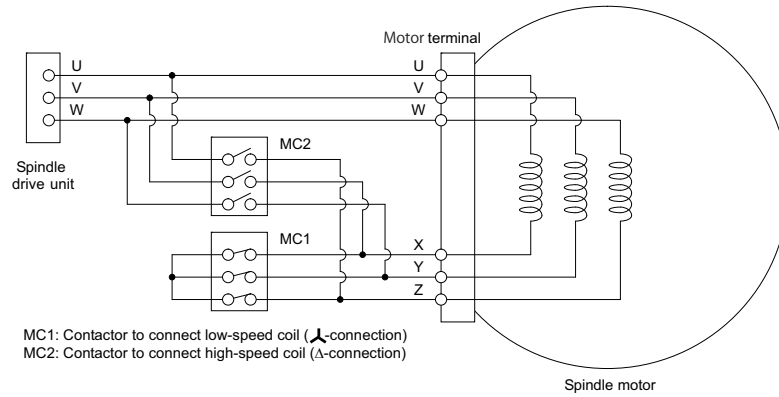 Motor terminal
U
V
W
U
V
W
Spindle
drive unit
MC2
MC1
X
Y
Z
MC1: Contactor to connect low-speed coil (⅄-connection)
MC2: Contactor to connect high-speed coil (Δ-connection)
Spindle motor